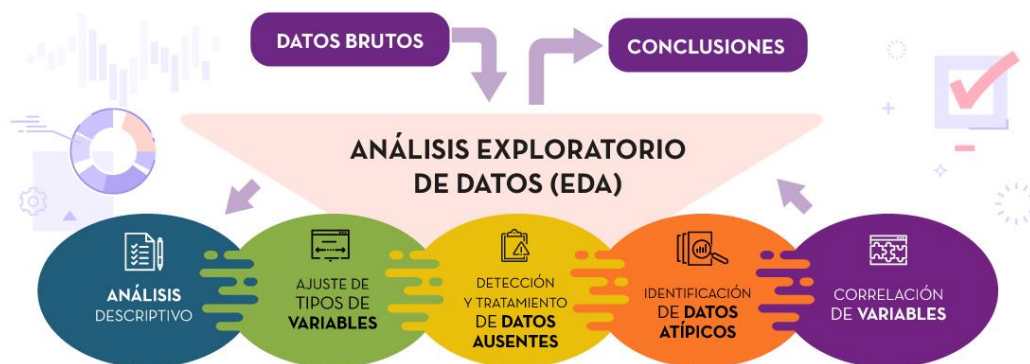 DATOS BRUTOS
CONCLUSIONES
ANÁLISIS EXPLORATORIO
DE DATOS (EDA)
ANÁLISIS
DESCRIPTIVO
AJUSTE DE
TIPOS DE
VARIABLES
DETECCIÓN
Y TRATAMIENTO
DE DATOS
AUSENTES
IDENTIFICACIÓN
DE DATOS
ATÍPICOS
CORRELACIÓN
DE VARIABLES